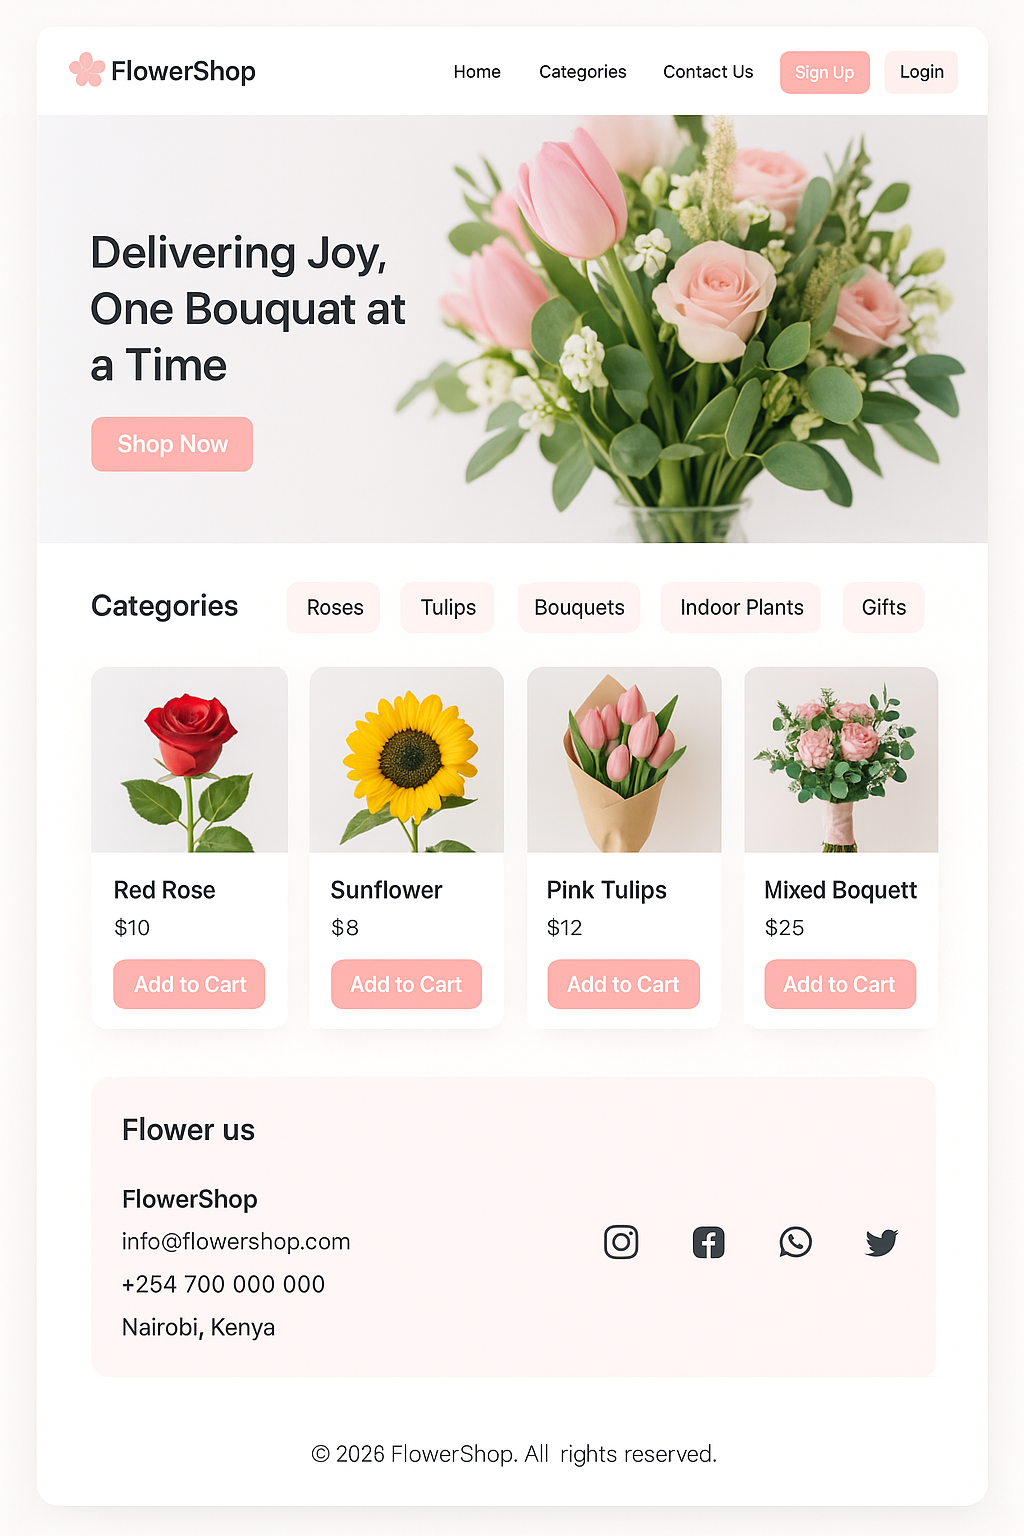 FlowerShop
Home
Categories
Contact Us
Sign Up
Login
Delivering Joy,
One Bouquat at
a Time
Shop Now
Categories
Roses
Tulips
Bouquets
Indoor Plants
Gifts
Red Rose
$10
Add to Cart
Sunflower
$8
Add to Cart
Pink Tulips
$12
Add to Cart
Mixed Boquett
$25
Add to Cart
Flower us
FlowerShop
info@flowershop.com
+254 700 000 000
Nairobi, Kenya
© 2026 FlowerShop. All rights reserved.